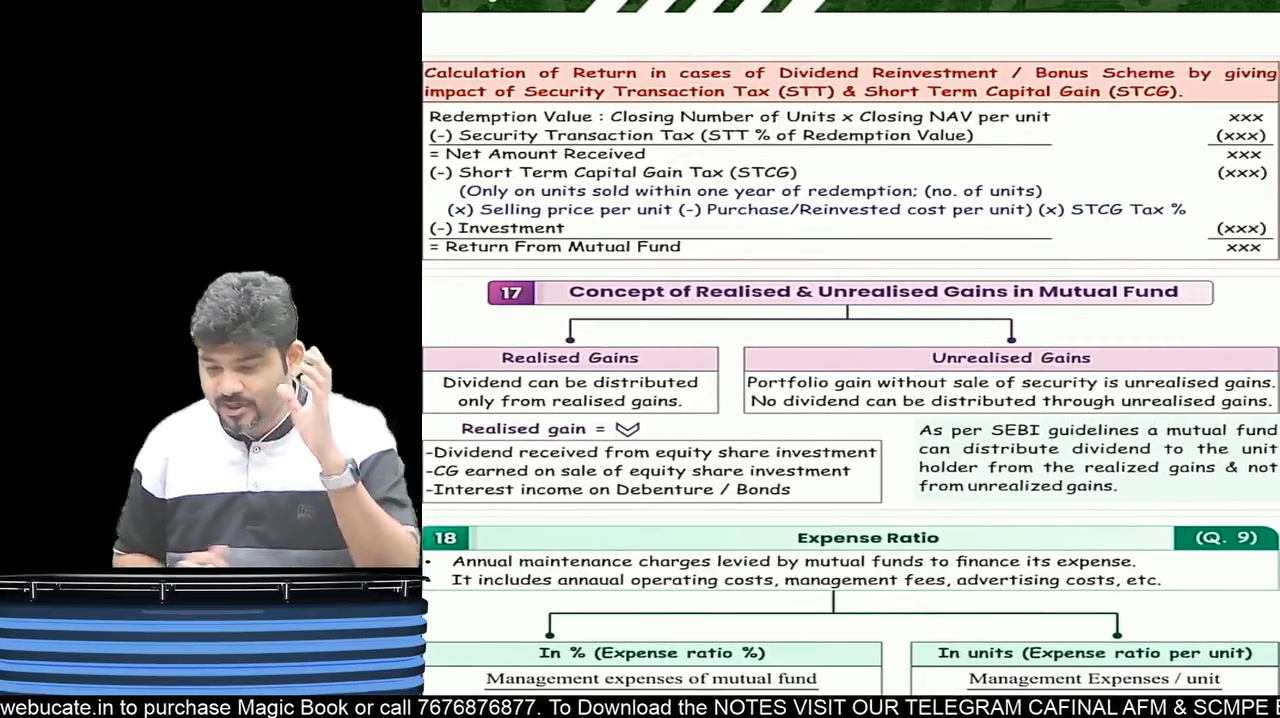 Calculation of Return in cases of Dividend Reinvestment / Bonus Scheme by giving
impact of Security Transaction Tax (STT) & Short Term Capital Gain (STCG).
Redemption Value : Closing Number of Units x Closing NAV per unit xxx
(-) Security Transaction Tax (STT % of Redemption Value) (xxx)
= Net Amount Received xxx
(-) Short Term Capital Gain Tax (STCG) (xxx)
(Only on units sold within one year of redemption; (no. of units)
(x) Selling price per unit (-) Purchase/Reinvested cost per unit) (x) STCG Tax %
(-) Investment (xxx)
= Return From Mutual Fund xxx
17 Concept of Realised & Unrealised Gains in Mutual Fund
Realised Gains
Dividend can be distributed
only from realised gains.
Realised gain =
-Dividend received from equity share investment
-CG earned on sale of equity share investment
-Interest income on Debenture / Bonds
Unrealised Gains
Portfolio gain without sale of security is unrealised gains.
No dividend can be distributed through unrealised gains.
As per SEBI guidelines a mutual fund
can distribute dividend to the unit
holder from the realized gains & not
from unrealized gains.
18 Expense Ratio (Q. 9)
• Annual maintenance charges levied by mutual funds to finance its expense.
• It includes annual operating costs, management fees, advertising costs, etc.
In % (Expense ratio %)
Management expenses of mutual fund
In units (Expense ratio per unit)
Management Expenses / unit
webucate.in to purchase Magic Book or call 7676876877. To Download the NOTES VISIT OUR TELEGRAM CAFINAL AFM & SCMPE